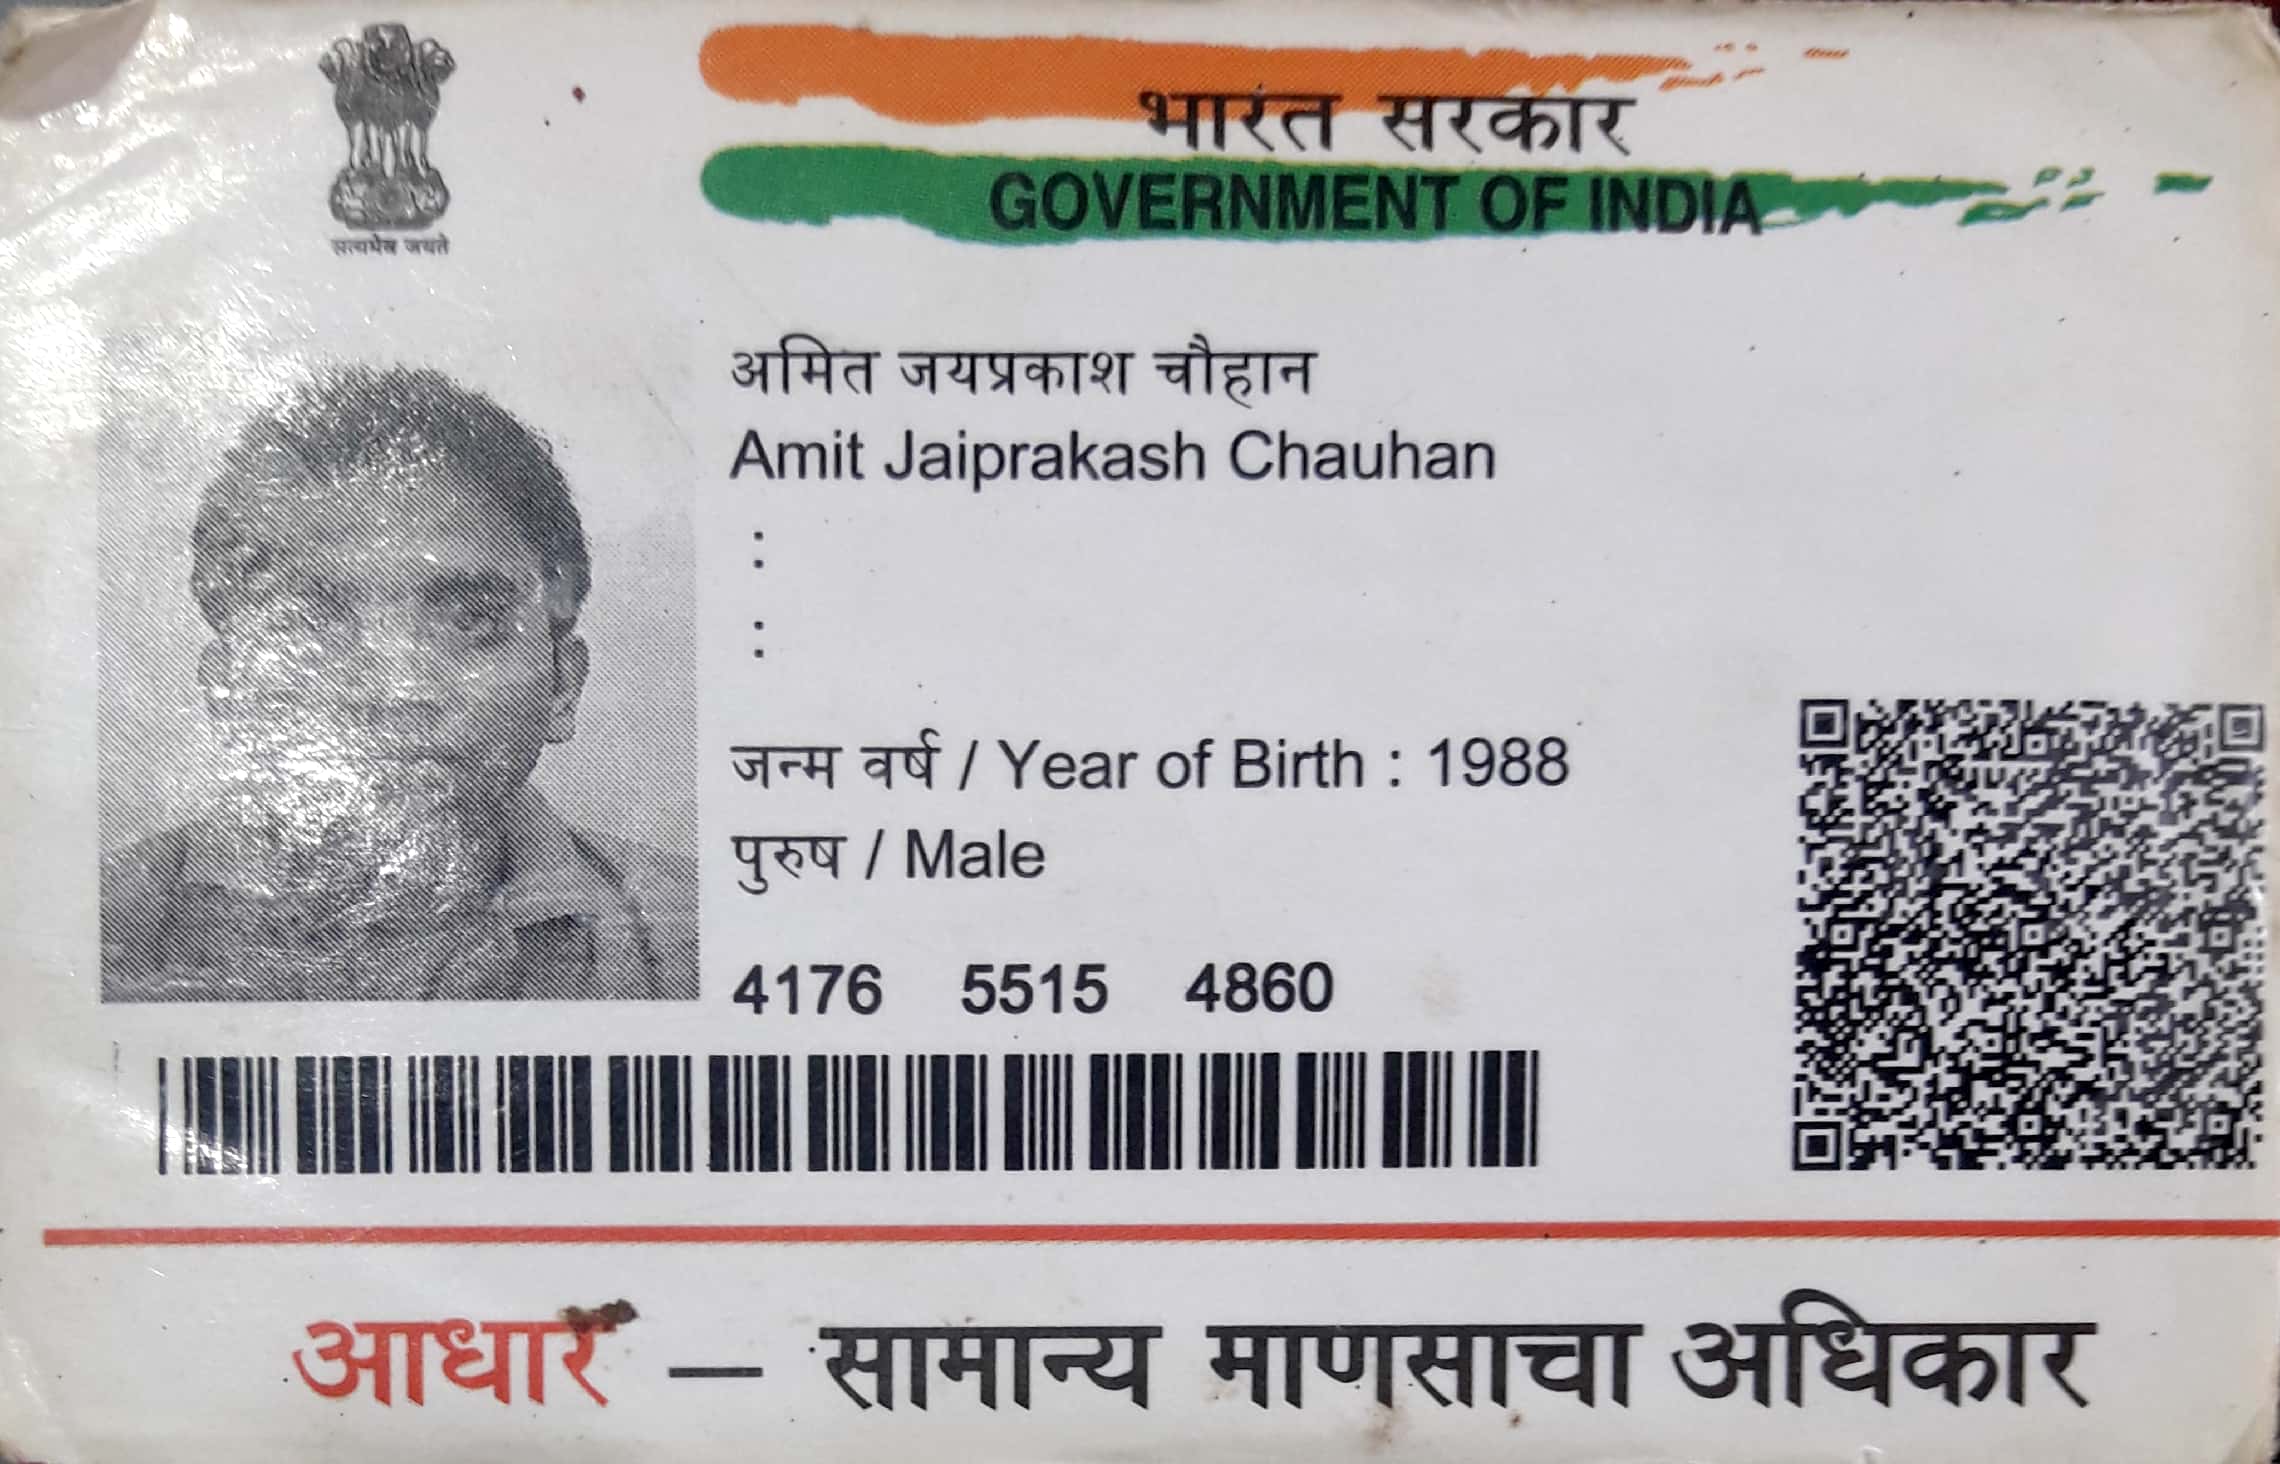 सत्यमेव जयते
भारत सरकार
GOVERNMENT OF INDIA
अमित जयप्रकाश चौहान
Amit Jaiprakash Chauhan
:
:
जन्म वर्ष / Year of Birth : 1988
पुरुष / Male
4176 5515 4860
आधार — सामान्य माणसाचा अधिकार